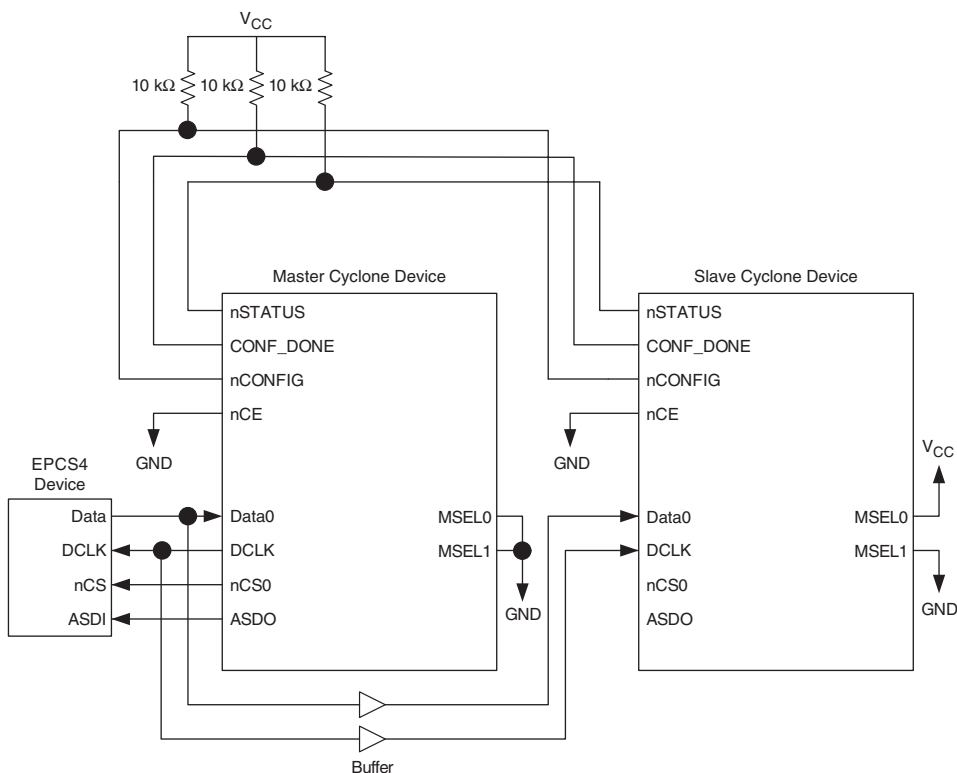 VCC
10 kΩ 10 kΩ 10 kΩ
Master Cyclone Device
nSTATUS
CONF_DONE
nCONFIG
nCE
GND
Data0
DCLK
nCS0
ASDO
MSEL0
MSEL1
GND
EPCS4
Device
Data
DCLK
nCS
ASDI
Slave Cyclone Device
nSTATUS
CONF_DONE
nCONFIG
nCE
GND
Data0
DCLK
nCS0
ASDO
VCC
MSEL0
MSEL1
GND
Buffer